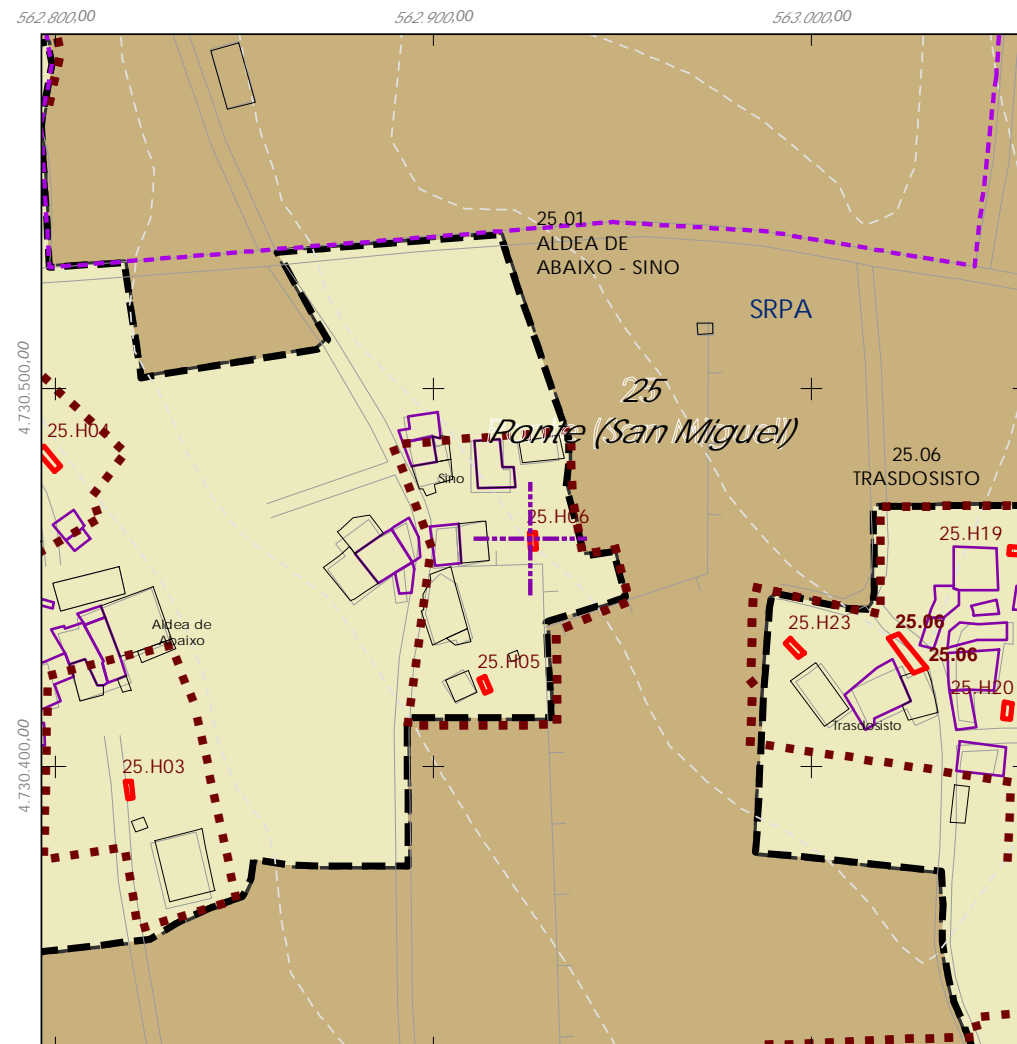 562.800,00
562.900,00
563.000,00
25.01
ALDEA DE
ABAIXO - SINO
SRPA
4.730.500,00
25
Ronte (San Miguel)
25.H04
25.06
TRASDOSISTO
Sino
25.H06
25.H19
Aldea de
Abaixo
25.H23
25.06
25.06
25.H05
25.H20
Trasdosisto
4.730.400,00
25.H03